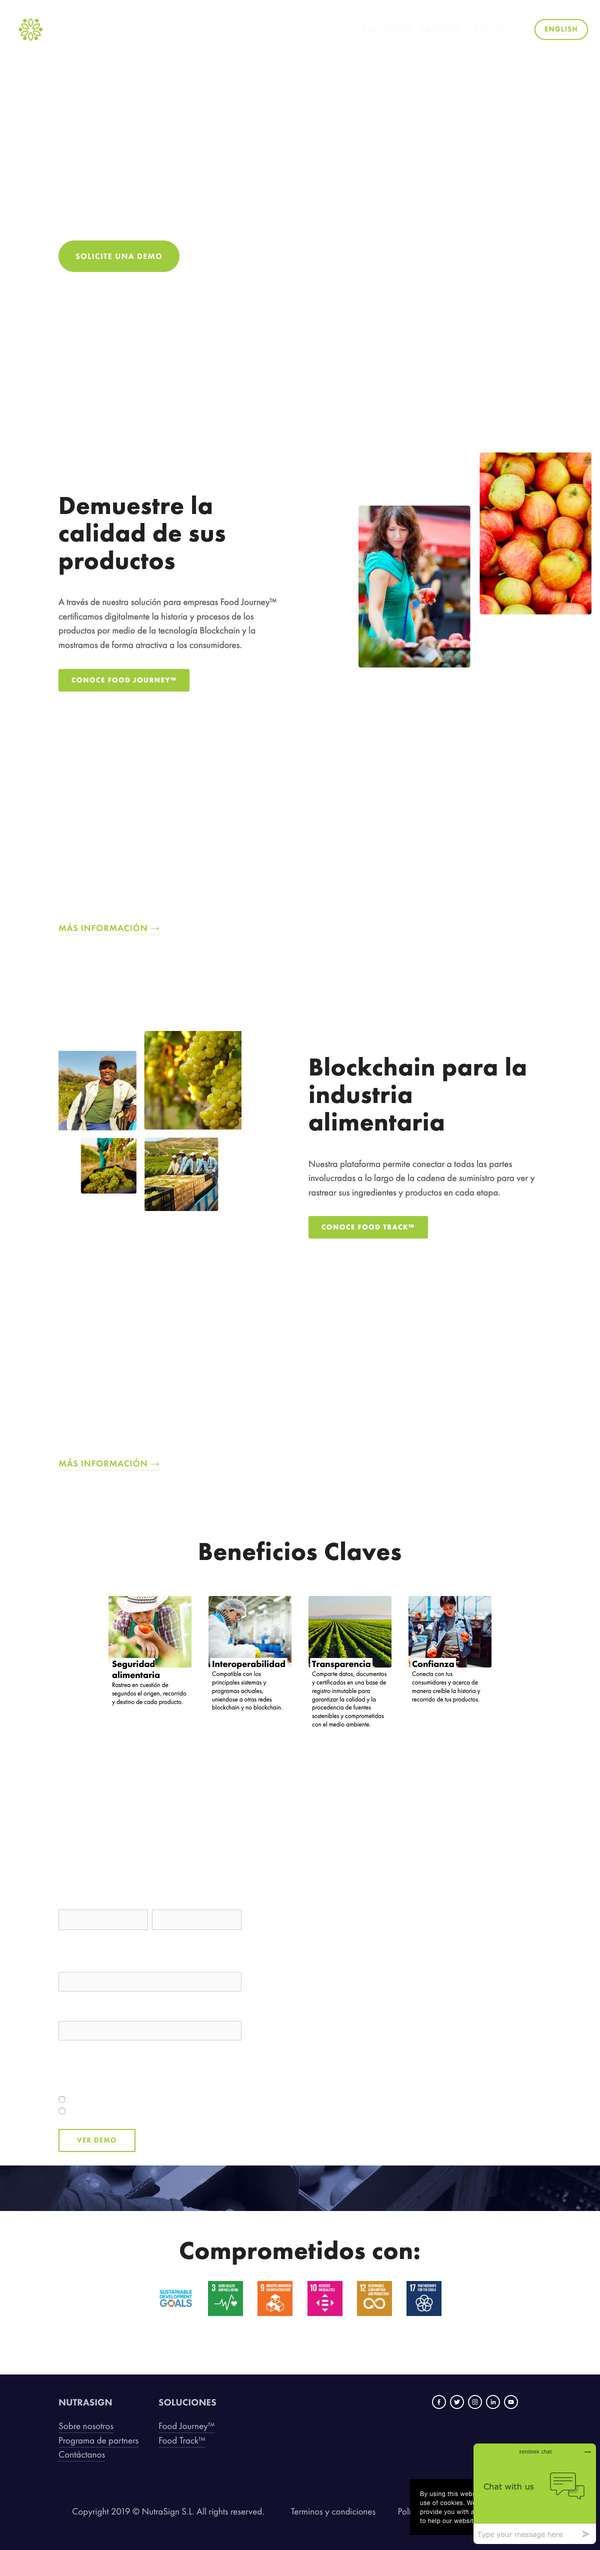 ENGLISH
SOLICITE UNA DEMO
Demuestre la
calidad de sus
productos
A través de nuestra solución para empresas Food Journey™
certificamos digitalmente la historia y procesos de los
productos por medio de la tecnología Blockchain y la
mostramos de forma atractiva a los consumidores.
CONOCE FOOD JOURNEY™
MÁS INFORMACIÓN →
Blockchain para la
industria
alimentaria
Nuestra plataforma permite conectar a todas las partes
involucradas a lo largo de la cadena de suministro para ver y
rastrear sus ingredientes y productos en cada etapa.
CONOCE FOOD TRACK™
MÁS INFORMACIÓN →
Beneficios Claves
Seguridad
alimentaria
Rastrea en cuestión de
segundos el origen, recorrido
y destino de cada producto.
Interoperabilidad
Compatible con los
principales sistemas y
programas actuales,
uniendose a otras redes
blockchain y no blockchain.
Transparencia
Comparte datos, documentos
y certificados en una base de
registro inmutable para
garantizar la calidad y la
procedencia de fuentes
sostenibles y comprometidas
con el medio ambiente.
Confianza
Conecta con tus
consumidores y acerca de
manera creíble la historia y
recorrido de tus productos.
VER DEMO
Comprometidos con:
SUSTAINABLE
DEVELOPMENT
GOALS
3
9
10
12
17
NUTRASIGN
Sobre nosotros
Programa de partners
Contáctanos
SOLUCIONES
Food Journey™
Food Track™
zendesk chat
Chat with us
Type your message here
By using this webs
use of cookies. We
provide you with a
to help our websit
Copyright 2019 © NutraSign S.L. All rights reserved.
Terminos y condiciones
Polí